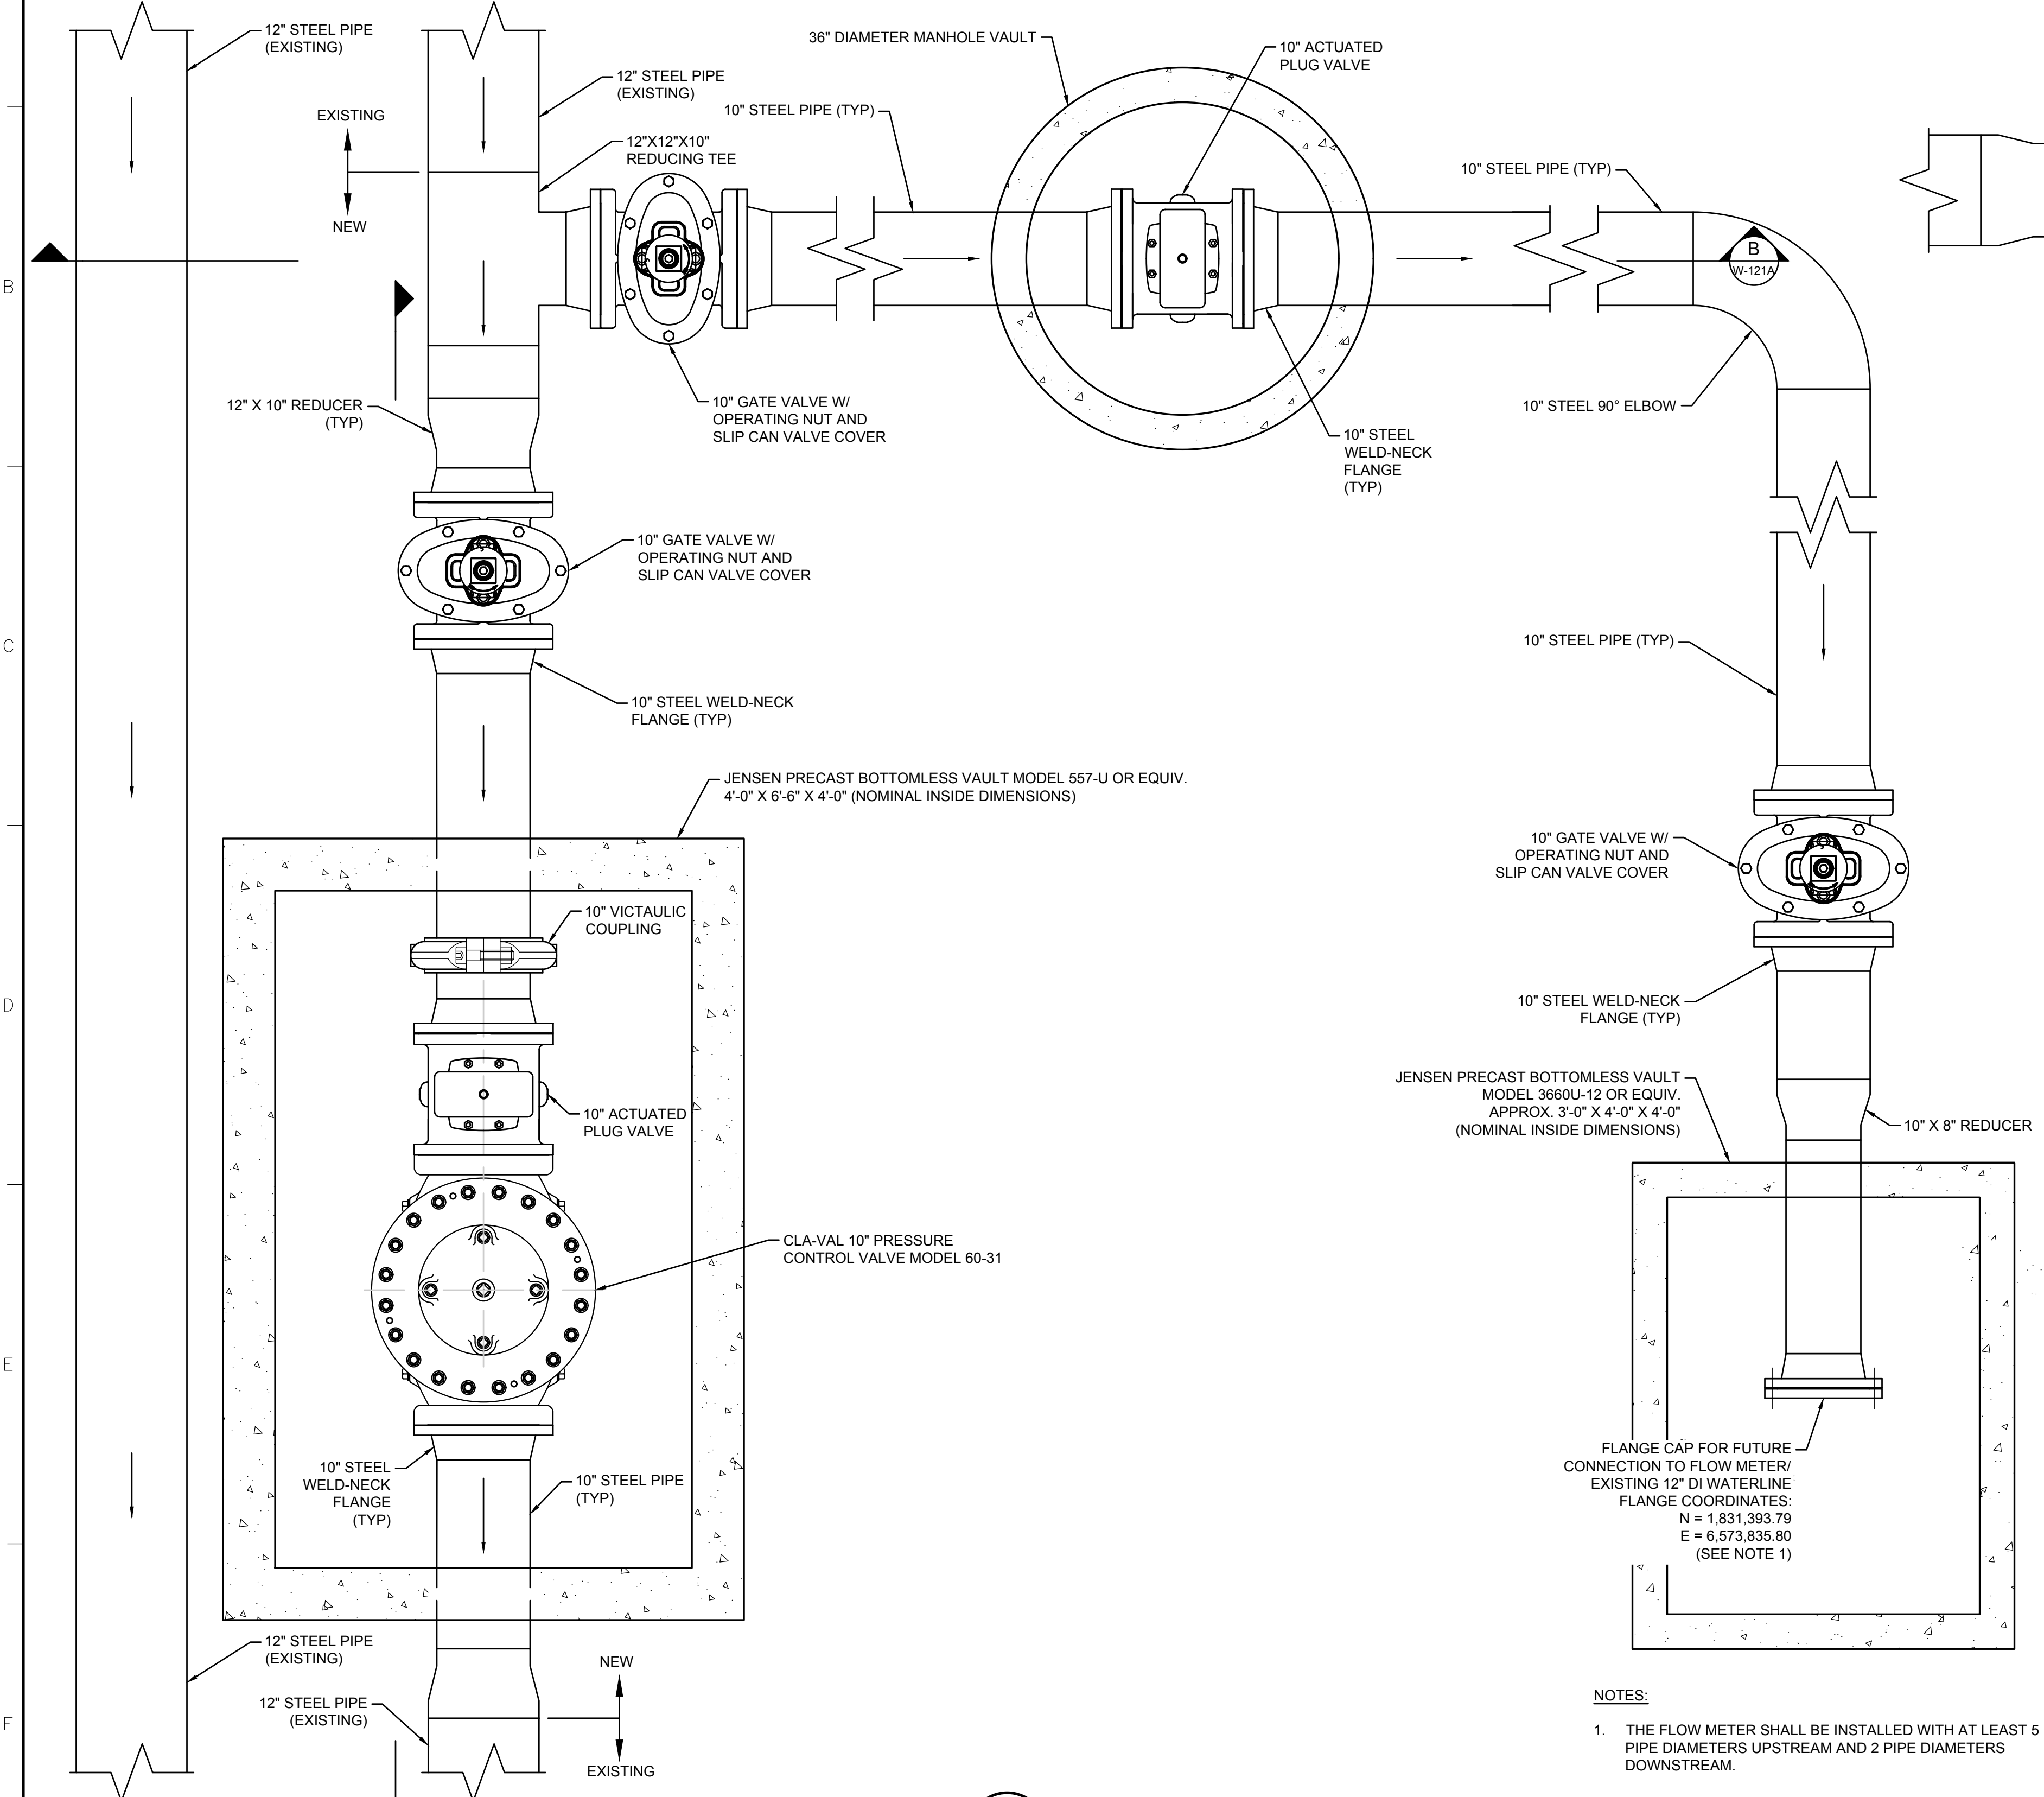 12" STEEL PIPE
(EXISTING)
36" DIAMETER MANHOLE VAULT
10" ACTUATED
PLUG VALVE
12" STEEL PIPE
(EXISTING)
10" STEEL PIPE (TYP)
EXISTING
NEW
12"X12"X10"
REDUCING TEE
10" STEEL PIPE (TYP)
B
B
W-121A
12" X 10" REDUCER
(TYP)
10" GATE VALVE W/
OPERATING NUT AND
SLIP CAN VALVE COVER
10" STEEL 90° ELBOW
10" STEEL
WELD-NECK
FLANGE
(TYP)
10" GATE VALVE W/
OPERATING NUT AND
SLIP CAN VALVE COVER
C
10" STEEL PIPE (TYP)
10" STEEL WELD-NECK
FLANGE (TYP)
JENSEN PRECAST BOTTOMLESS VAULT MODEL 557-U OR EQUIV.
4'-0" X 6'-6" X 4'-0" (NOMINAL INSIDE DIMENSIONS)
10" GATE VALVE W/
OPERATING NUT AND
SLIP CAN VALVE COVER
10" VICTAULIC
COUPLING
D
10" STEEL WELD-NECK
FLANGE (TYP)
JENSEN PRECAST BOTTOMLESS VAULT
MODEL 3660U-12 OR EQUIV.
APPROX. 3'-0" X 4'-0" X 4'-0"
(NOMINAL INSIDE DIMENSIONS)
10" ACTUATED
PLUG VALVE
10" X 8" REDUCER
CLA-VAL 10" PRESSURE
CONTROL VALVE MODEL 60-31
E
FLANGE CAP FOR FUTURE
CONNECTION TO FLOW METER/
EXISTING 12" DI WATERLINE
FLANGE COORDINATES:
N = 1,831,393.79
E = 6,573,835.80
(SEE NOTE 1)
10" STEEL
WELD-NECK
FLANGE
(TYP)
10" STEEL PIPE
(TYP)
12" STEEL PIPE
(EXISTING)
NEW
EXISTING
12" STEEL PIPE
(EXISTING)
F
NOTES:
1. THE FLOW METER SHALL BE INSTALLED WITH AT LEAST 5
PIPE DIAMETERS UPSTREAM AND 2 PIPE DIAMETERS
DOWNSTREAM.